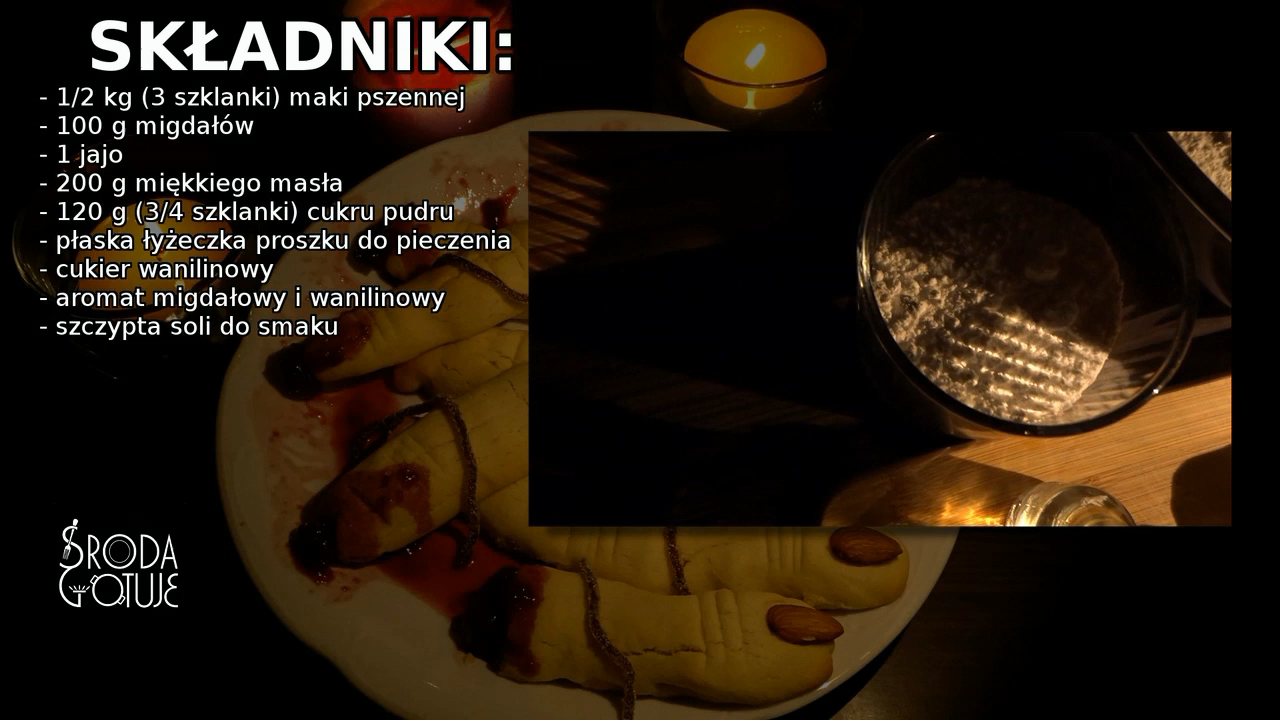 SKŁADNIKI:
- 1/2 kg (3 szklanki) maki pszennej
- 100 g migdałów
- 1 jajo
- 200 g miękkiego masła
- 120 g (3/4 szklanki) cukru pudru
- płaska łyżeczka proszku do pieczenia
- cukier wanilinowy
- aromat migdałowy i wanilinowy
- szczypta soli do smaku
ŚRODA
GOTUJE